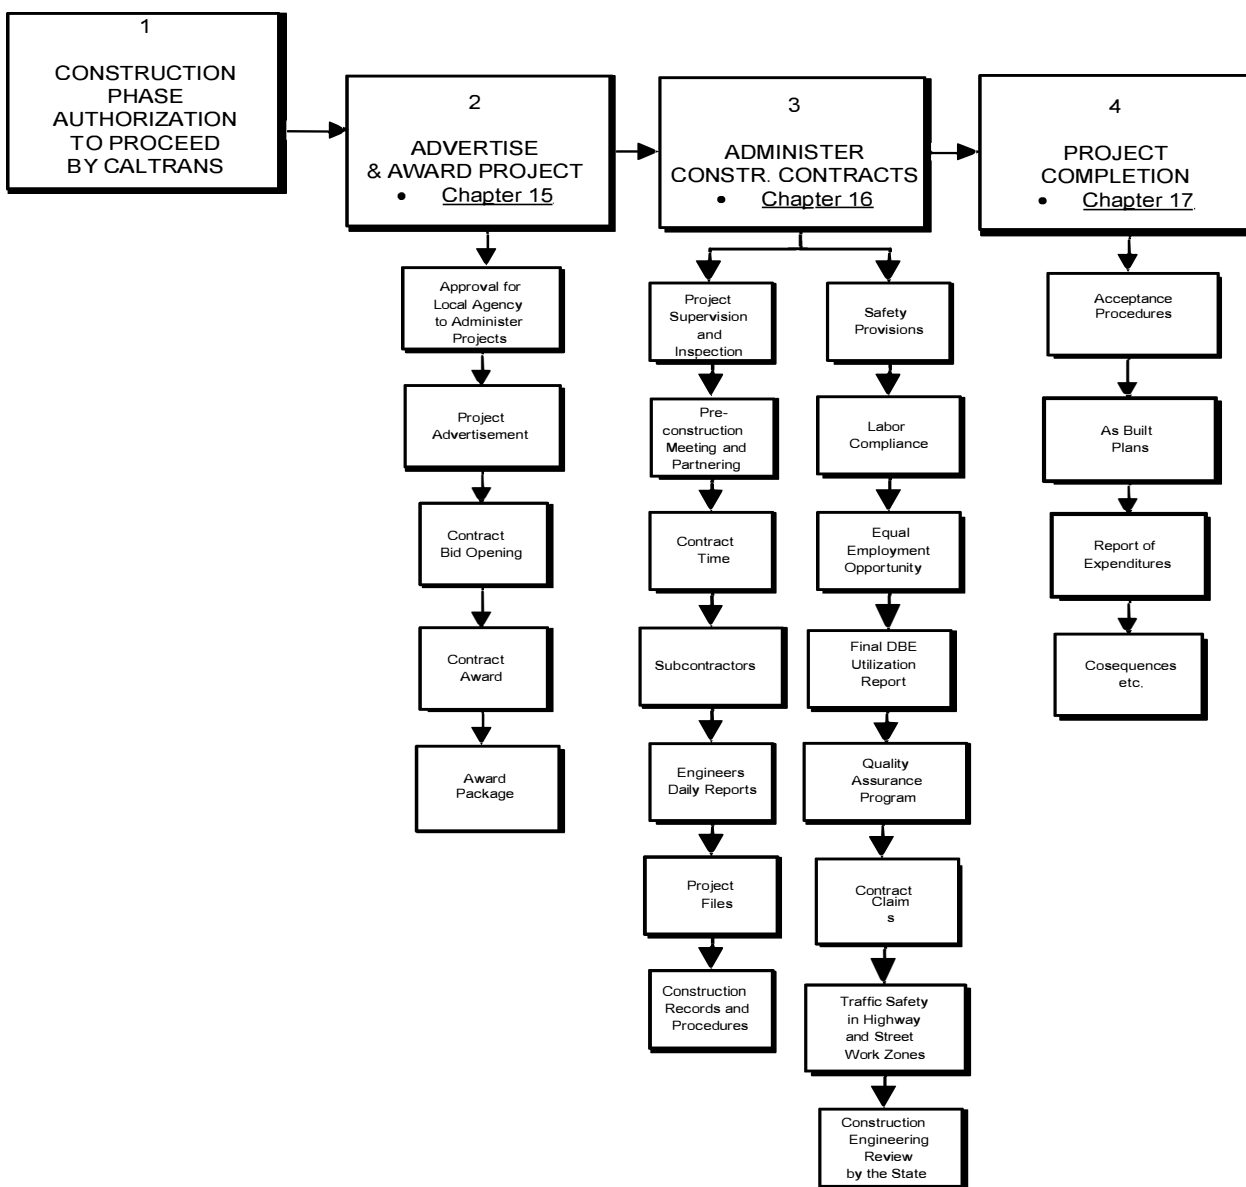 1
CONSTRUCTION
PHASE
AUTHORIZATION
TO PROCEED
BY CALTRANS
2
ADVERTISE
& AWARD PROJECT
• Chapter 15
3
ADMINISTER
CONSTR. CONTRACTS
• Chapter 16
4
PROJECT
COMPLETION
• Chapter 17
Approval for
Local Agency
to Administer
Projects
Project
Advertisement
Contract
Bid Opening
Contract
Award
Award
Package
Project
Supervision
and
Inspection
Pre-
construction
Meeting and
Partnering
Contract
Time
Subcontractors
Engineers
Daily Reports
Project
Files
Construction
Records and
Procedures
Safety
Provisions
Labor
Compliance
Equal
Employment
Opportunity
Final DBE
Utilization
Report
Quality
Assurance
Program
Contract
Claim
s
Traffic Safety
in Highway
and Street
Work Zones
Construction
Engineering
Review
by the State
Acceptance
Procedures
As Built
Plans
Report of
Expenditures
Cosequences
etc.